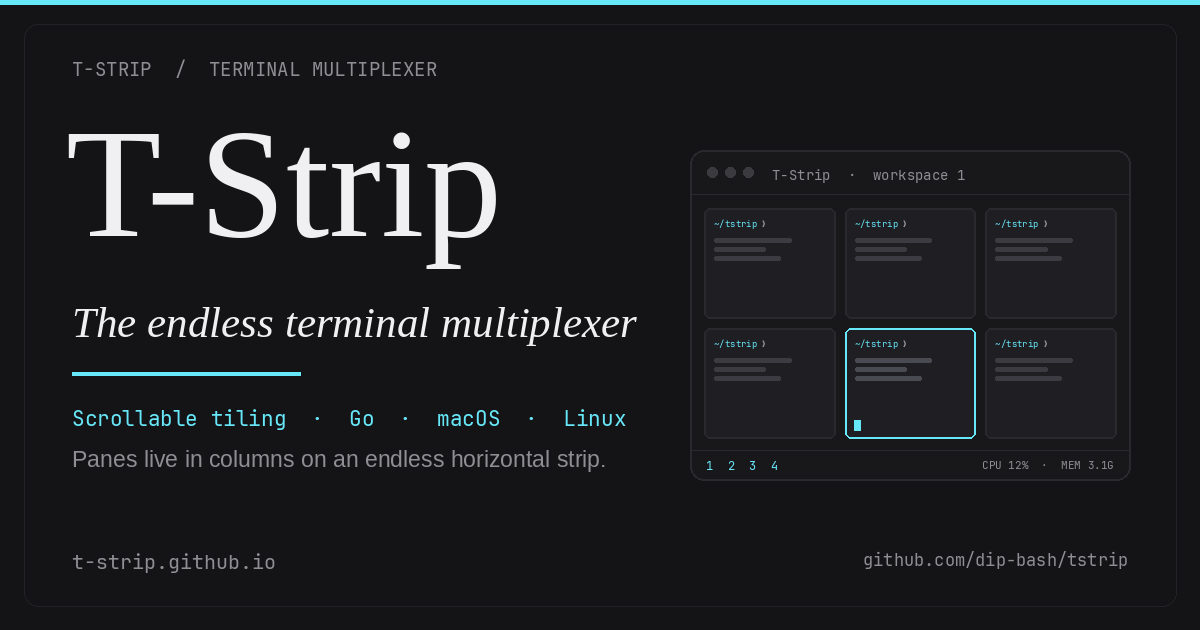 T-STRIP / TERMINAL MULTIPLEXER
T-Strip
The endless terminal multiplexer
Scrollable tiling · Go · macOS · Linux
Panes live in columns on an endless horizontal strip.
t-strip.github.io
T-Strip · workspace 1
~/tstrip ❯
~/tstrip ❯
~/tstrip ❯
~/tstrip ❯
~/tstrip ❯
~/tstrip ❯
1 2 3 4
CPU 12% · MEM 3.1G
github.com/dip-bash/tstrip